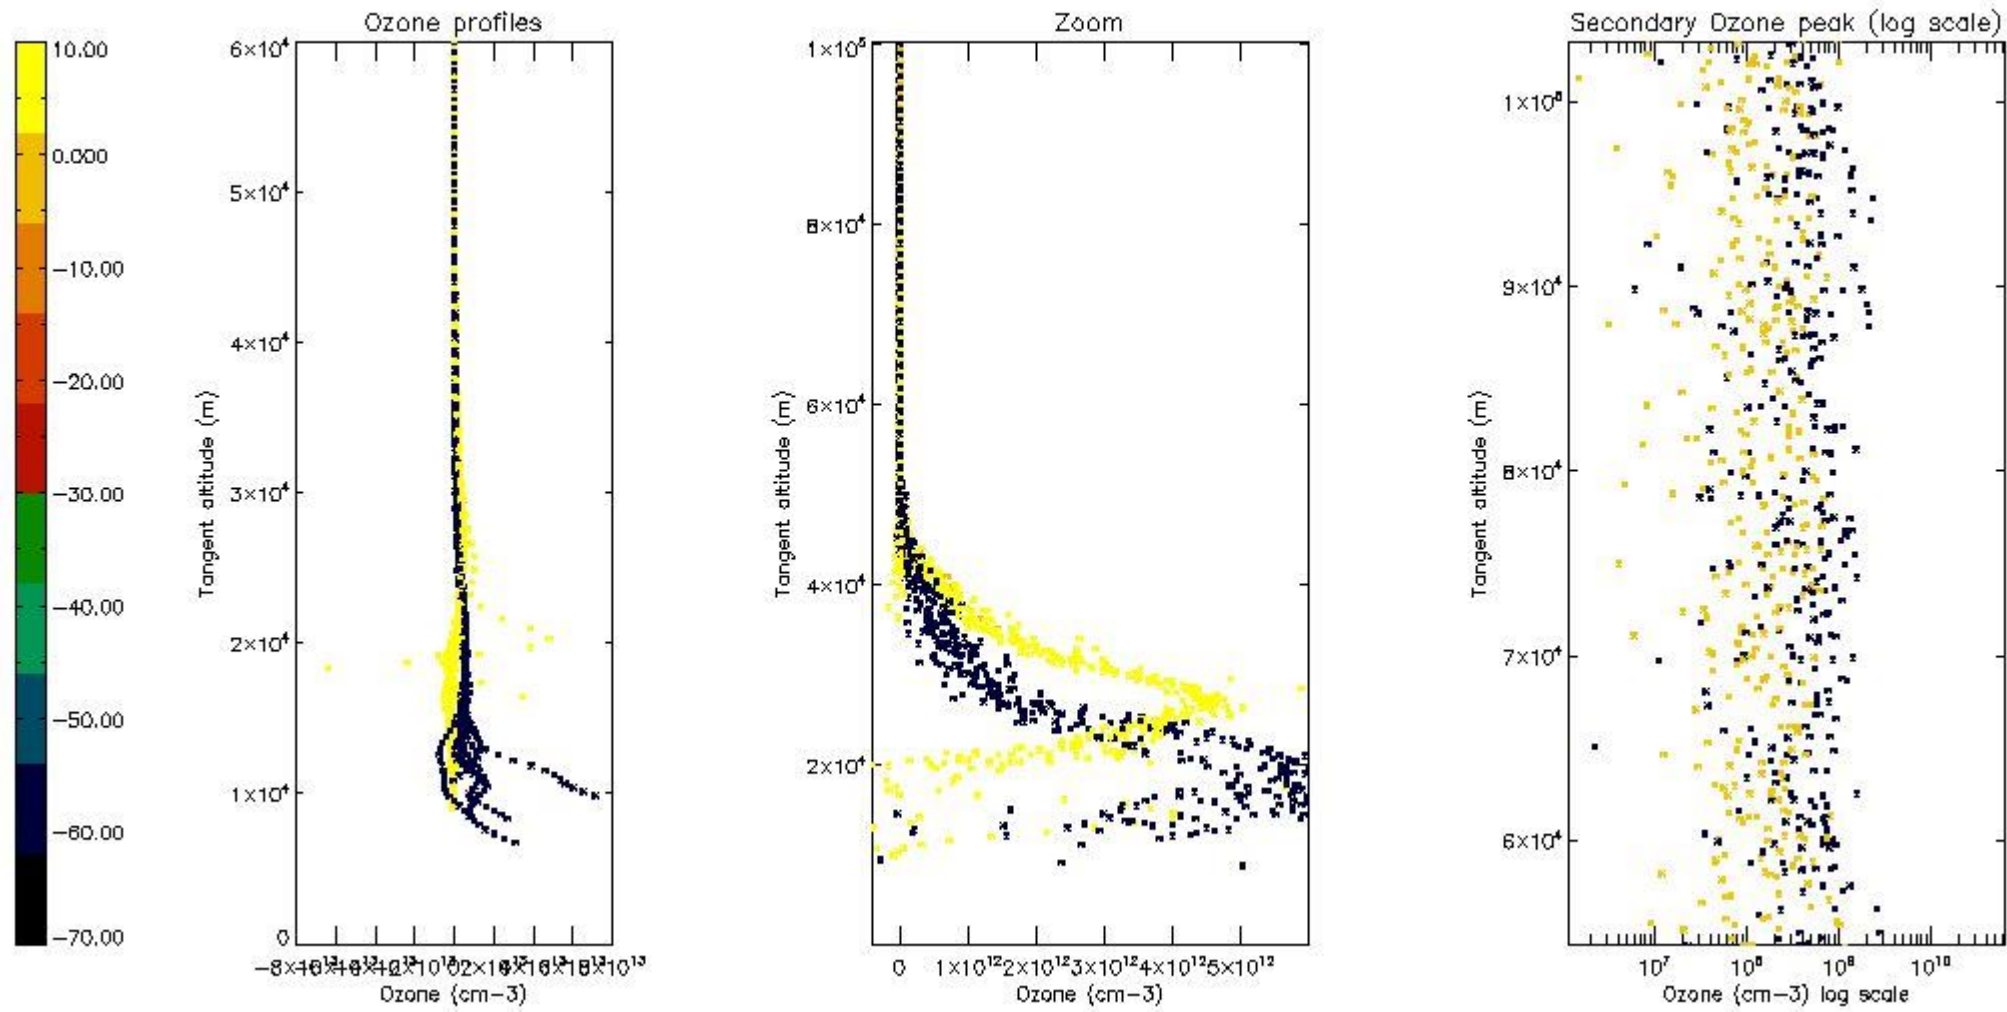 Ozone profiles
Zoom
Secondary Ozone peak (log scale)
10.00
0.000
−10.00
−20.00
−30.00
−40.00
−50.00
−60.00
−70.00
6×10⁴
5×10⁴
4×10⁴
3×10⁴
2×10⁴
1×10⁴
0
Tangent altitude (m)
Ozone (cm−3)
1×10⁵
8×10⁴
6×10⁴
4×10⁴
2×10⁴
Tangent altitude (m)
0 1×10¹² 2×10¹² 3×10¹² 4×10¹² 5×10¹²
Ozone (cm−3)
1×10⁵
9×10⁴
8×10⁴
7×10⁴
6×10⁴
Tangent altitude (m)
10⁷ 10⁸ 10⁹ 10¹⁰
Ozone (cm−3) log scale